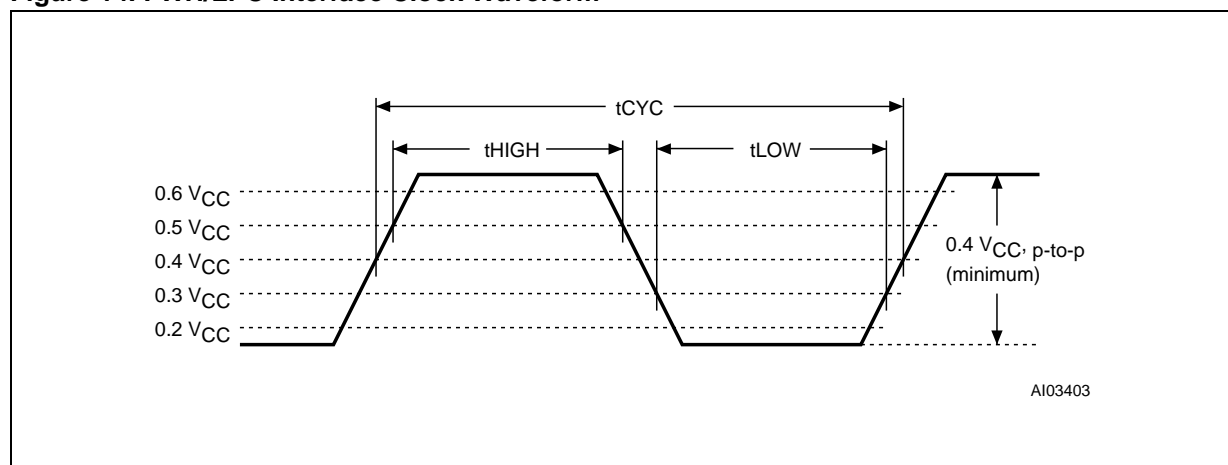 tCYC
tHIGH
tLOW
0.6 VCC
0.5 VCC
0.4 VCC
0.3 VCC
0.2 VCC
0.4 VCC, p-to-p
(minimum)
AI03403